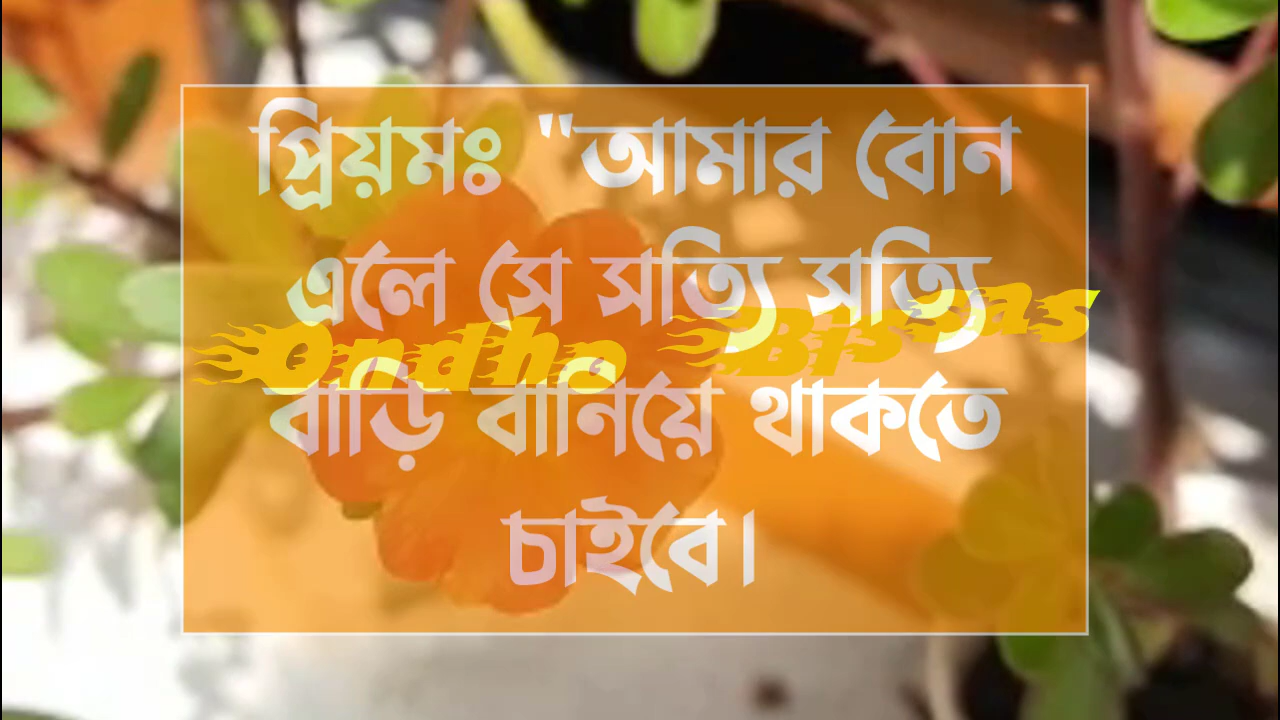 প্রিয়মঃ "আমার বোন
এলে সে সত্যি সত্যি
Ondho Bissas
বাড়ি বানিয়ে থাকতে
চাইবে।